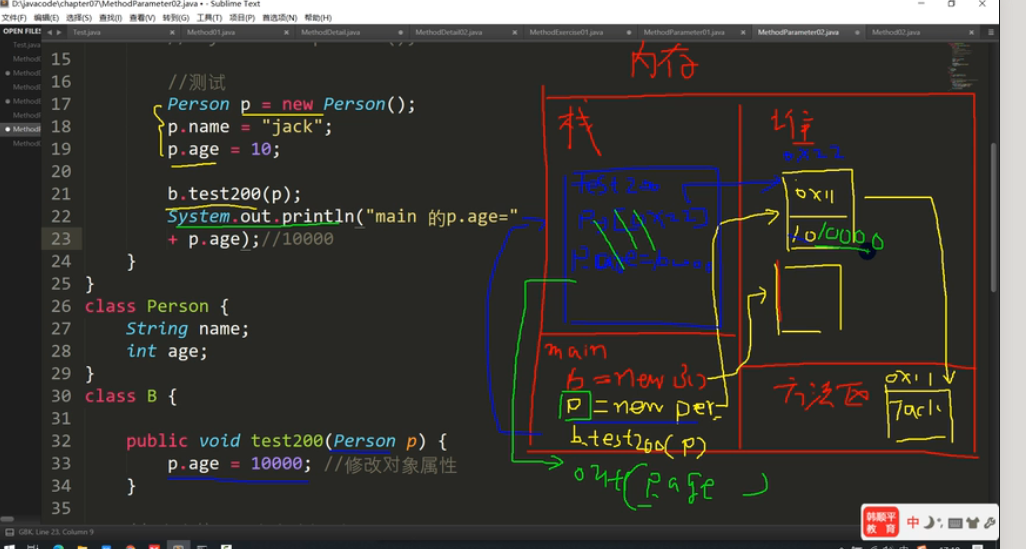 D:\javacode\chapter07\MethodParameter02.java • - Sublime Text
文件(F) 编辑(E) 选择(S) 查找(I) 查看(V) 转到(G) 工具(T) 项目(P) 首选项(N) 帮助(H)
OPEN FILES
Test.java
Method01.java
MethodDetail.java
MethodDetail02.java
MethodExercise01.java
MethodParameter01.java
MethodParameter02.java
Method02.java
15
16 //测试
17 Person p = new Person();
18 p.name = "jack";
19 p.age = 10;
20
21 b.test200(p);
22 System.out.println("main 的p.age="
23 + p.age);//10000
24 }
25 }
26 class Person {
27 String name;
28 int age;
29 }
30 class B {
31
32 public void test200(Person p) {
33 p.age = 10000; //修改对象属性
34 }
35
内存
栈
堆
0x22
test200
0x11
10
10000
main
b = new B()
p = new per
b.test200(p)
方法区
0x11
Jack
out(p.age )
韩顺平
教 育
中
GBK, Line 23, Column 9